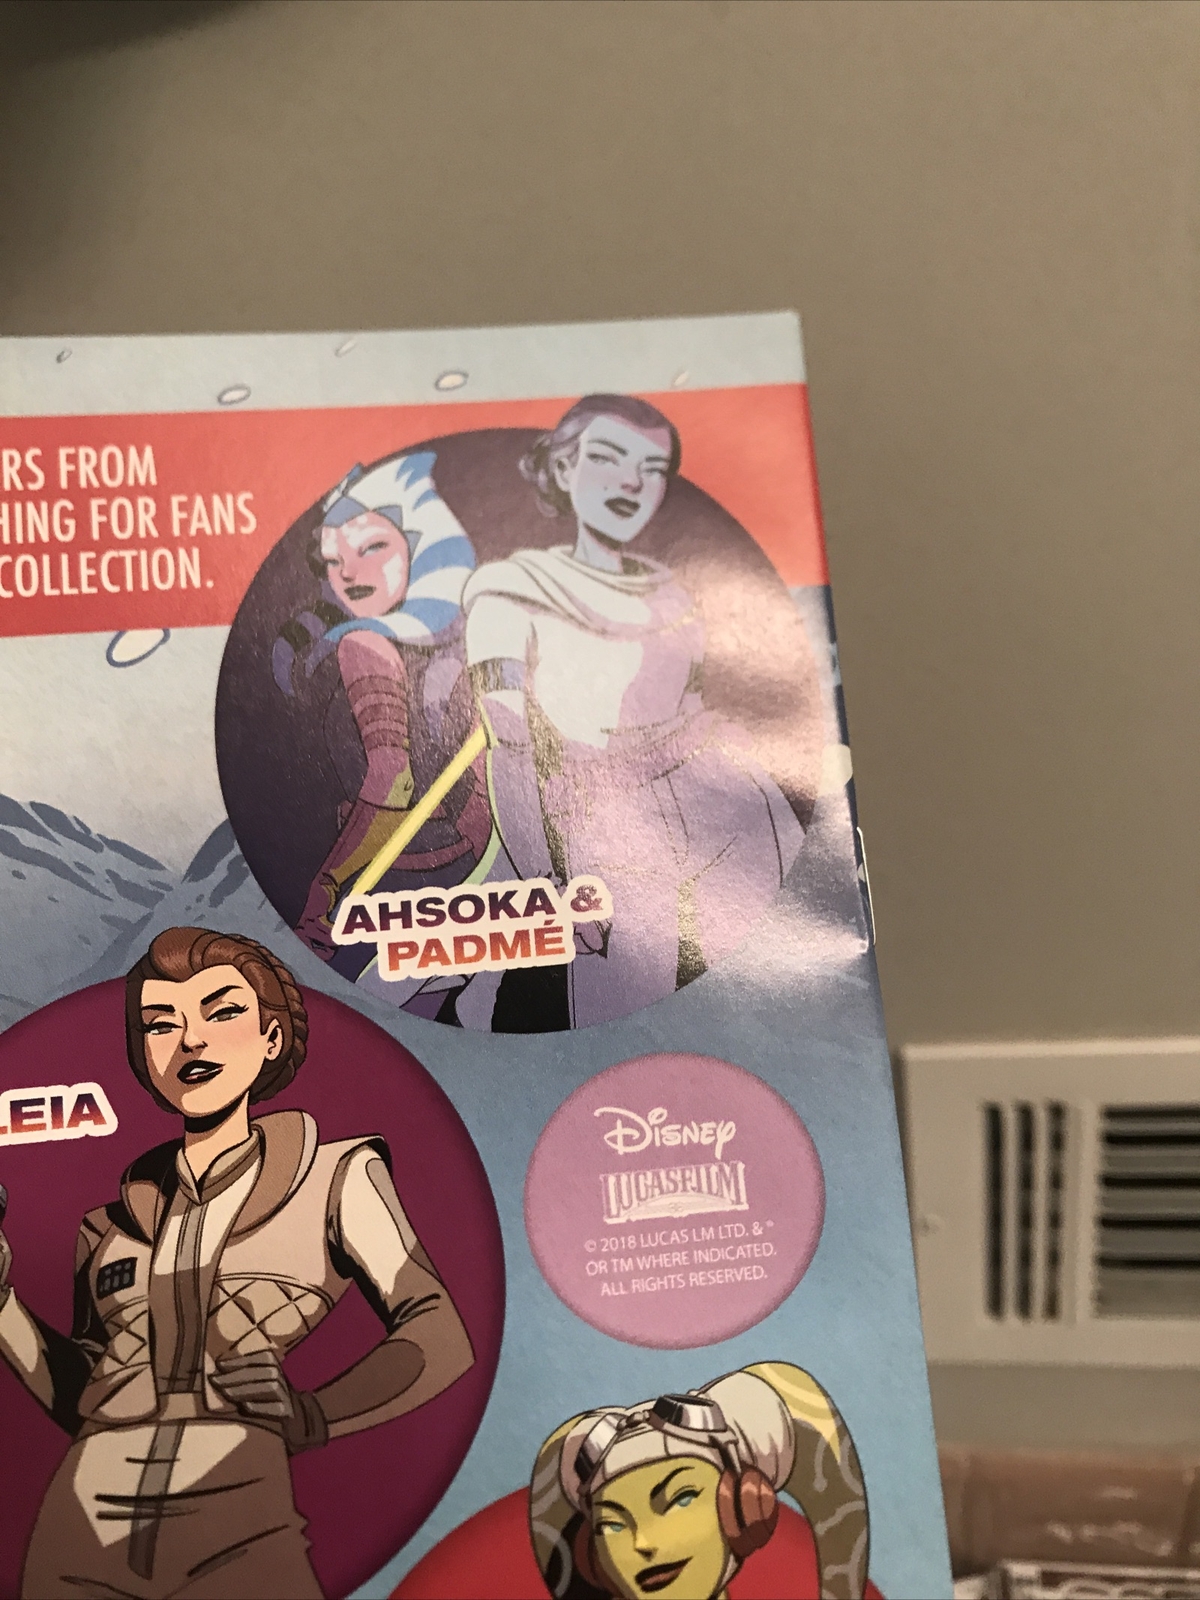 RS FROM
HING FOR FANS
COLLECTION.
AHSOKA &
PADMÉ
LEIA
DISNEY
LUCASFILM
© 2018 LUCAS LM LTD. & ®
OR TM WHERE INDICATED.
ALL RIGHTS RESERVED.